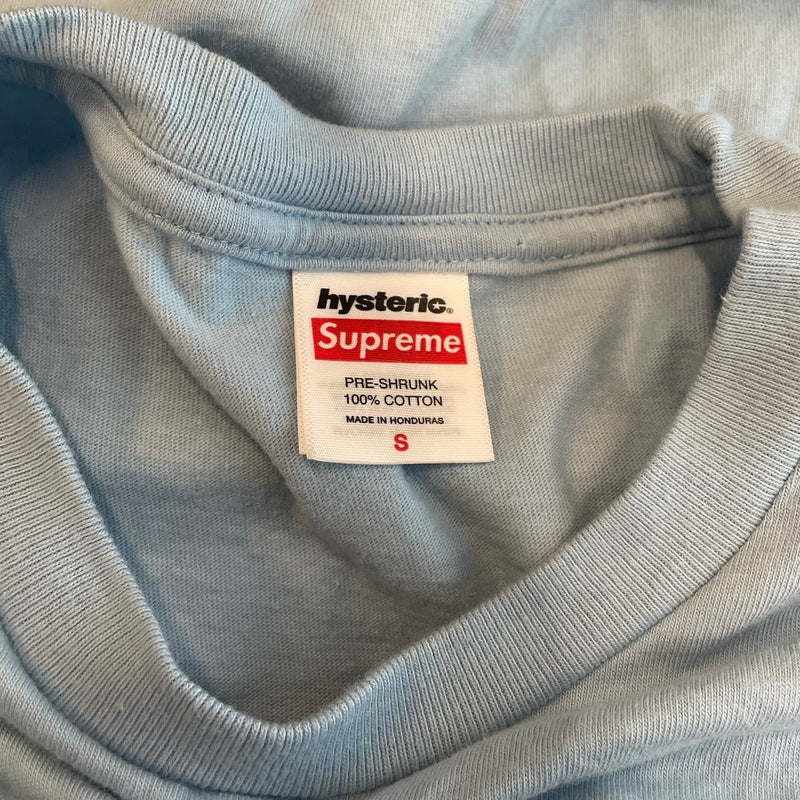 hysteric®
Supreme
PRE-SHRUNK
100% COTTON
MADE IN HONDURAS
S